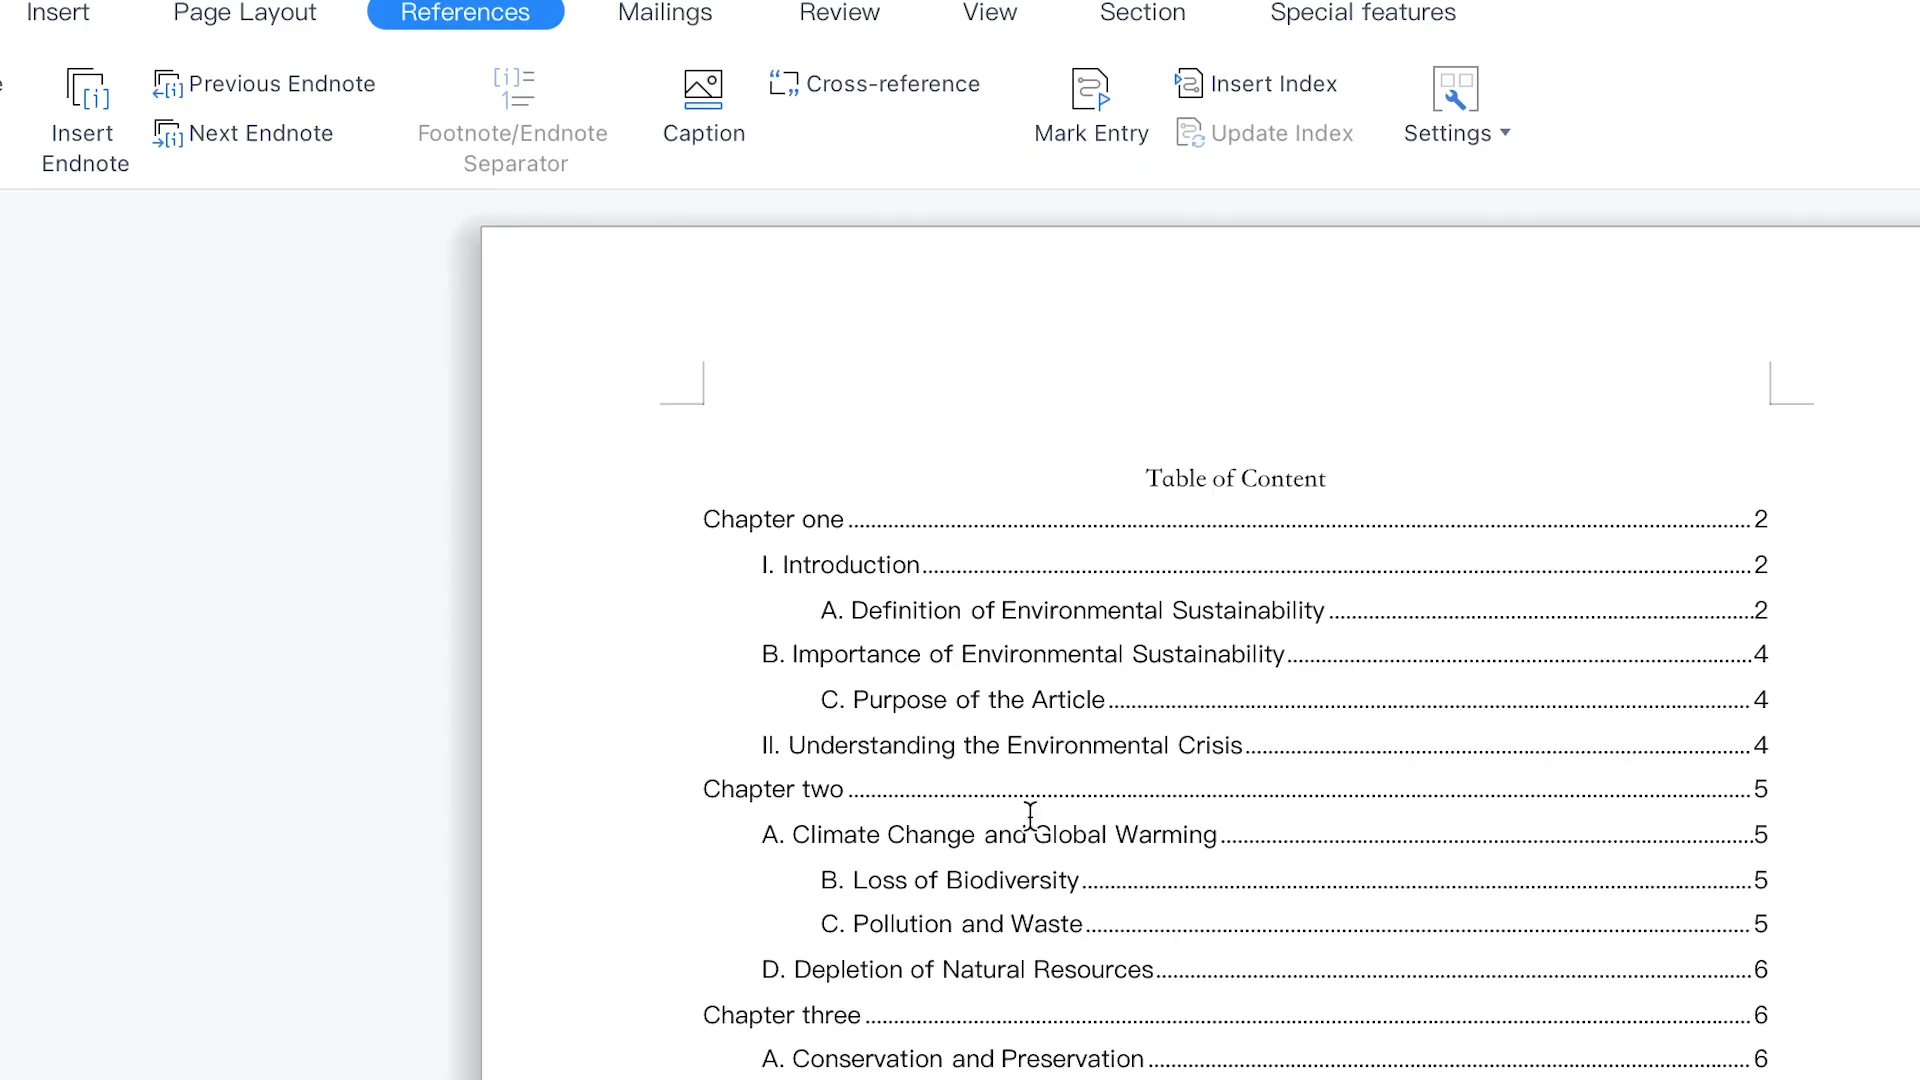 Insert Page Layout References Mailings Review View Section Special features
Previous Endnote Cross-reference Insert Index
Insert Endnote Next Endnote Footnote/Endnote Separator Caption Mark Entry Update Index Settings
Table of Content
Chapter one 2
I. Introduction 2
A. Definition of Environmental Sustainability 2
B. Importance of Environmental Sustainability 4
C. Purpose of the Article 4
II. Understanding the Environmental Crisis 4
Chapter two 5
A. Climate Change and Global Warming 5
B. Loss of Biodiversity 5
C. Pollution and Waste 5
D. Depletion of Natural Resources 6
Chapter three 6
A. Conservation and Preservation 6